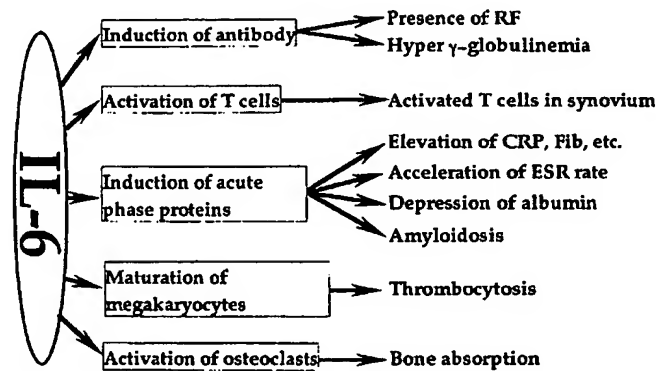 IL-6
Induction of antibody
Presence of RF
Hyper γ-globulinemia
Activation of T cells
Activated T cells in synovium
Induction of acute
phase proteins
Elevation of CRP, Fib, etc.
Acceleration of ESR rate
Depression of albumin
Amyloidosis
Maturation of
megakaryocytes
Thrombocytosis
Activation of osteoclasts
Bone absorption